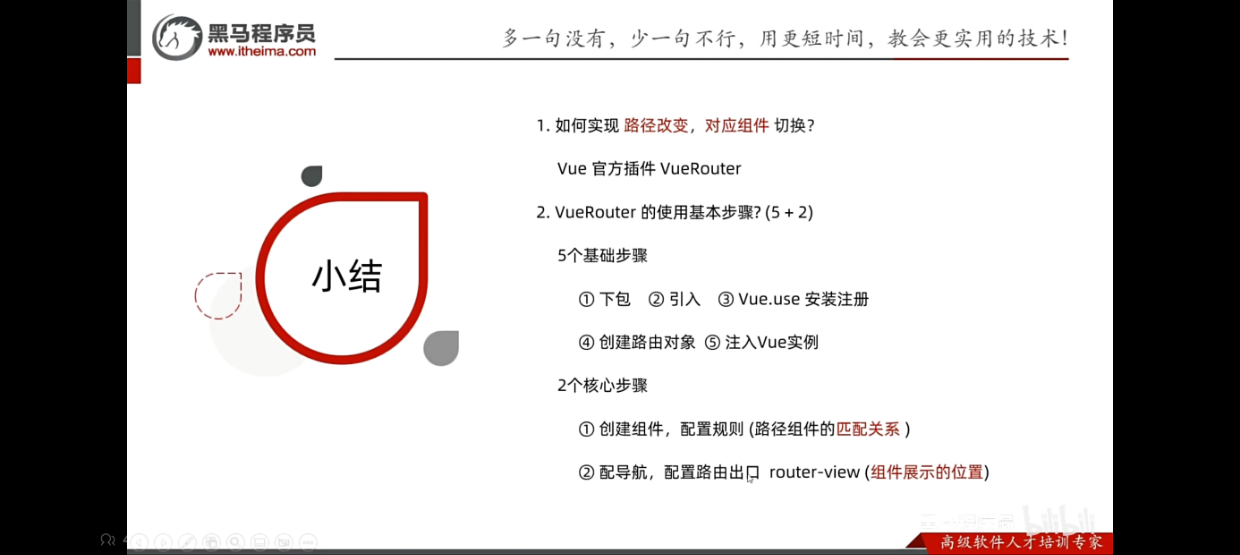 黑马程序员
www.itheima.com
多一句没有，少一句不行，用更短时间，教会更实用的技术！
1. 如何实现 路径改变，对应组件 切换？
Vue 官方插件 VueRouter
2. VueRouter 的使用基本步骤? (5 + 2)
5个基础步骤
① 下包 ② 引入 ③ Vue.use 安装注册
④ 创建路由对象 ⑤ 注入Vue实例
2个核心步骤
① 创建组件，配置规则 (路径组件的匹配关系 )
② 配导航，配置路由出口 router-view (组件展示的位置)
小结
bilibili
高级软件人才培训专家